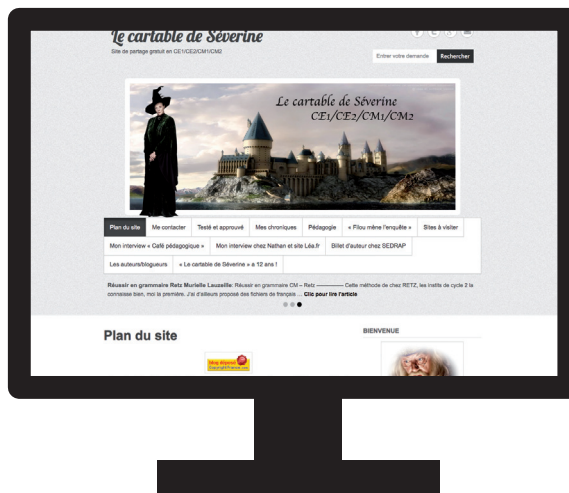 Le cartable de Séverine
Site de partage gratuit en CE1/CE2/CM1/CM2
Entrer votre demande Rechercher
Le cartable de Séverine
CE1/CE2/CM1/CM2
Plan du site Me contacter Testé et approuvé Mes chroniques Pédagogie « Filou mène l'enquête » Sites à visiter
Mon interview « Café pédagogique » Mon interview chez Nathan et site Léa.fr Billet d'auteur chez SEDRAP
Les auteurs/blogueurs « Le cartable de Séverine » a 12 ans !
Réussir en grammaire Retz Murielle Lauzeille: Réussir en grammaire CM – Retz ———— Cette méthode de chez RETZ, les instits de cycle 2 la
connaisse bien, moi la première. J'ai d'ailleurs proposé des fichiers de français ... Clic pour lire l'article
Plan du site
BIENVENUE
blog déposé